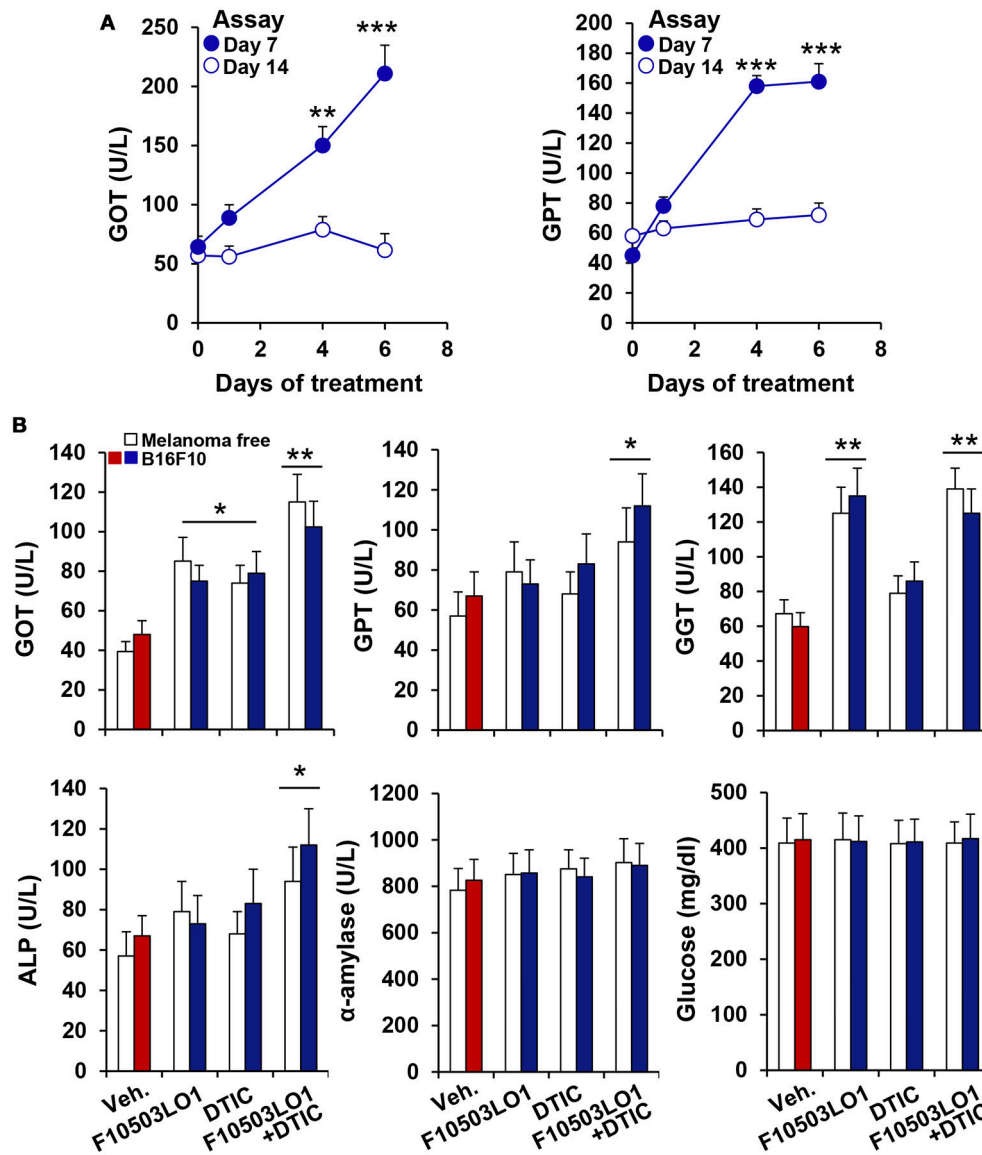 A
Assay
Day 7
Day 14
***
**
250
200
150
100
50
0
GOT (U/L)
0 2 4 6 8
Days of treatment
Assay
Day 7
Day 14
***
***
200
180
160
140
120
100
80
60
40
20
0
GPT (U/L)
0 2 4 6 8
Days of treatment
B
Melanoma free
B16F10
**
*
140
120
100
80
60
40
20
0
GOT (U/L)
*
140
120
100
80
60
40
20
0
GPT (U/L)
**
**
160
140
120
100
80
60
40
20
0
GGT (U/L)
*
140
120
100
80
60
40
20
0
ALP (U/L)
Veh.
F10503LO1
DTIC
F10503LO1
+DTIC
1200
1000
800
600
400
200
0
α-amylase (U/L)
Veh.
F10503LO1
DTIC
F10503LO1
+DTIC
500
400
300
200
100
0
Glucose (mg/dl)
Veh.
F10503LO1
DTIC
F10503LO1
+DTIC